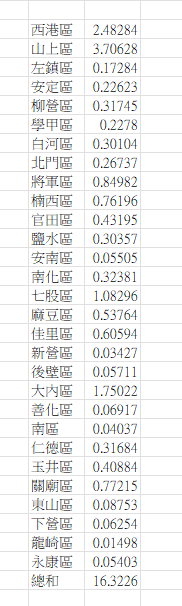 西港區 2.48284
山上區 3.70628
左鎮區 0.17284
安定區 0.22623
柳營區 0.31745
學甲區 0.2278
白河區 0.30104
北門區 0.26737
將軍區 0.84982
楠西區 0.76196
官田區 0.43195
鹽水區 0.30357
安南區 0.05505
南化區 0.32381
七股區 1.08296
麻豆區 0.53764
佳里區 0.60594
新營區 0.03427
後壁區 0.05711
大內區 1.75022
善化區 0.06917
南區 0.04037
仁德區 0.31684
玉井區 0.40884
關廟區 0.77215
東山區 0.08753
下營區 0.06254
龍崎區 0.01498
永康區 0.05403
總和 16.3226